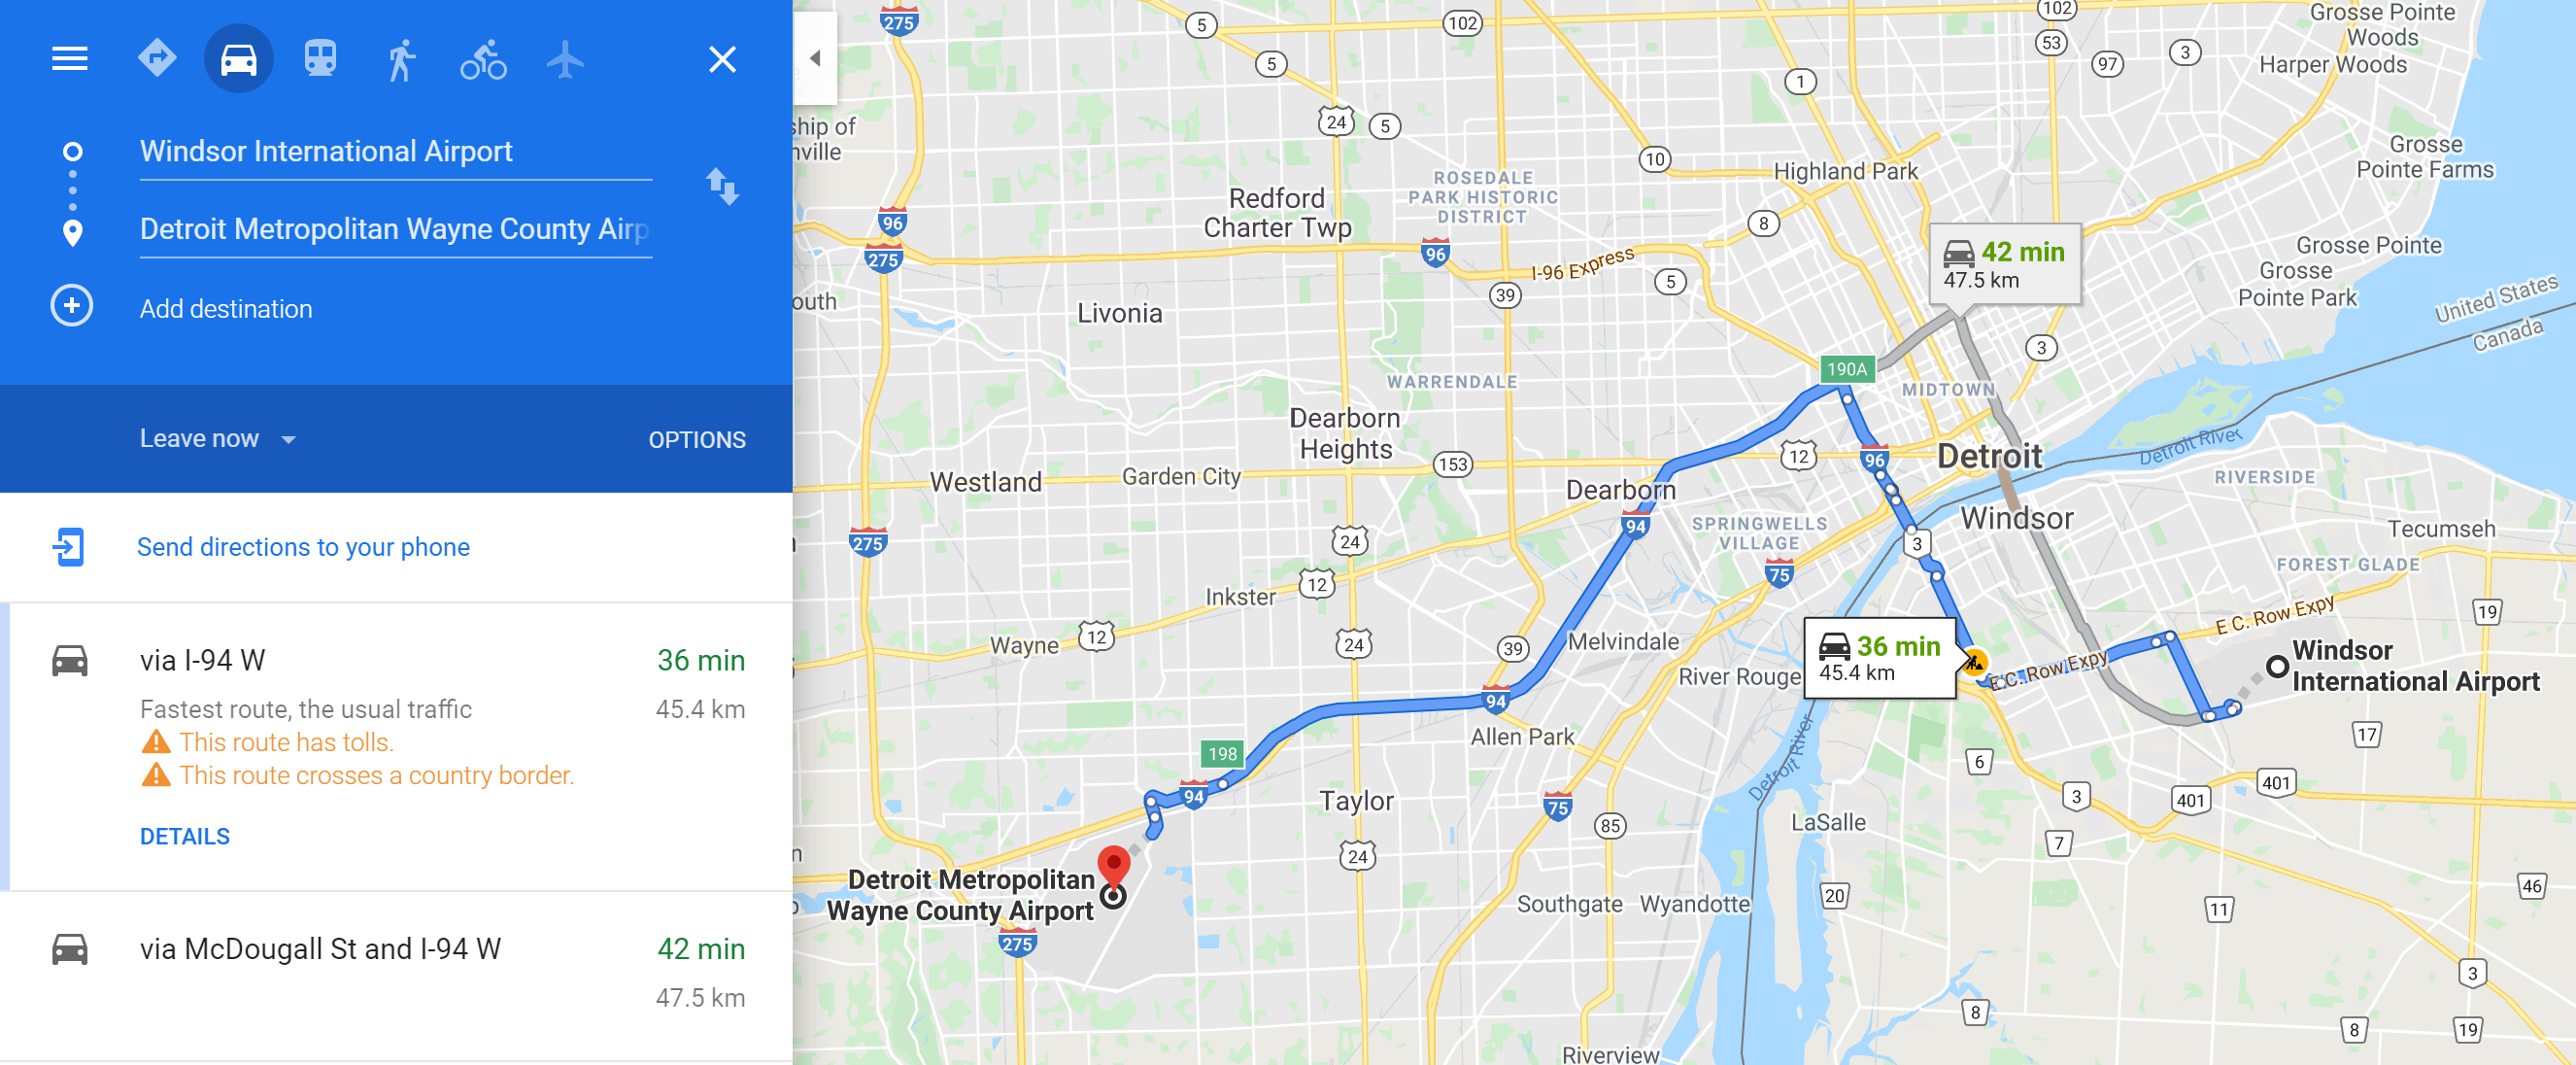 Windsor International Airport
Detroit Metropolitan Wayne County Airp
Add destination
Leave now
OPTIONS
Send directions to your phone
via I-94 W
36 min
Fastest route, the usual traffic
45.4 km
This route has tolls.
This route crosses a country border.
DETAILS
via McDougall St and I-94 W
42 min
47.5 km
275
5
102
102
Grosse Pointe
Woods
53
97
3
Harper Woods
5
1
ship of
nville
24
5
10
Highland Park
Grosse
Pointe Farms
ROSEDALE
PARK HISTORIC
DISTRICT
Redford
Charter Twp
96
8
275
96
I-96 Express
42 min
47.5 km
Grosse Pointe
Grosse
Pointe Park
5
39
outh
Livonia
United States
Canada
3
190A
WARRENDALE
MIDTOWN
Dearborn
Heights
12
96
Detroit
Detroit River
153
Westland
Garden City
RIVERSIDE
Dearborn
94
SPRINGWELLS
VILLAGE
Windsor
Tecumseh
275
24
3
75
FOREST GLADE
12
Inkster
E C. Row Expy
19
12
Wayne
24
39
Melvindale
36 min
45.4 km
E.C. Row Expy
Windsor
International Airport
River Rouge
94
Allen Park
17
198
Detroit River
6
94
Taylor
75
85
3
401
401
LaSalle
7
24
Detroit Metropolitan
Wayne County Airport
Southgate
Wyandotte
20
11
46
275
3
8
8
19
Riverview